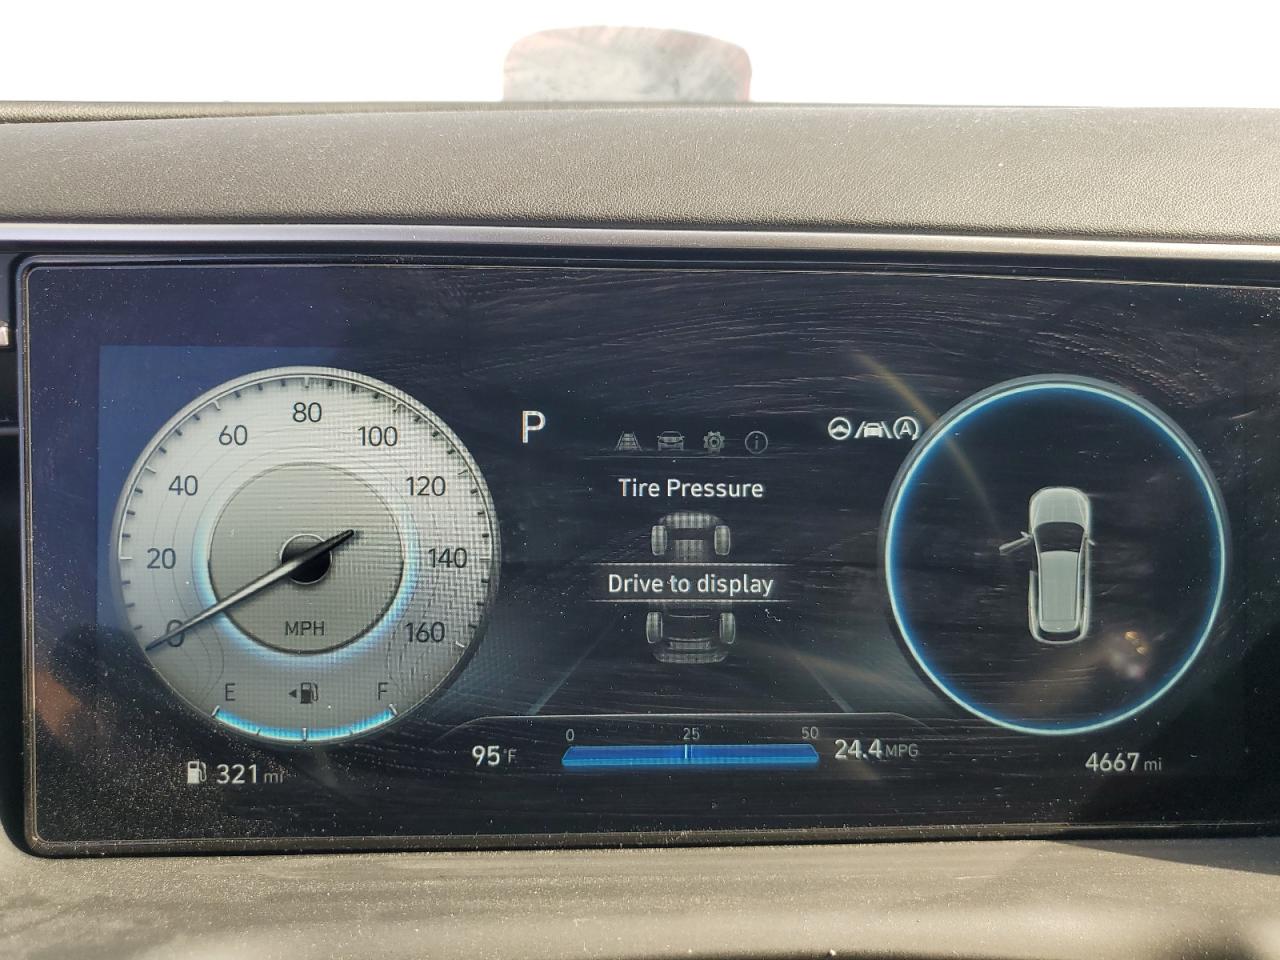 80
60
100
40
120
20
140
0
160
MPH
E
F
321 mi
P
A
i
Tire Pressure
Drive to display
0 25 50
95°F
24.4 MPG
4667 mi